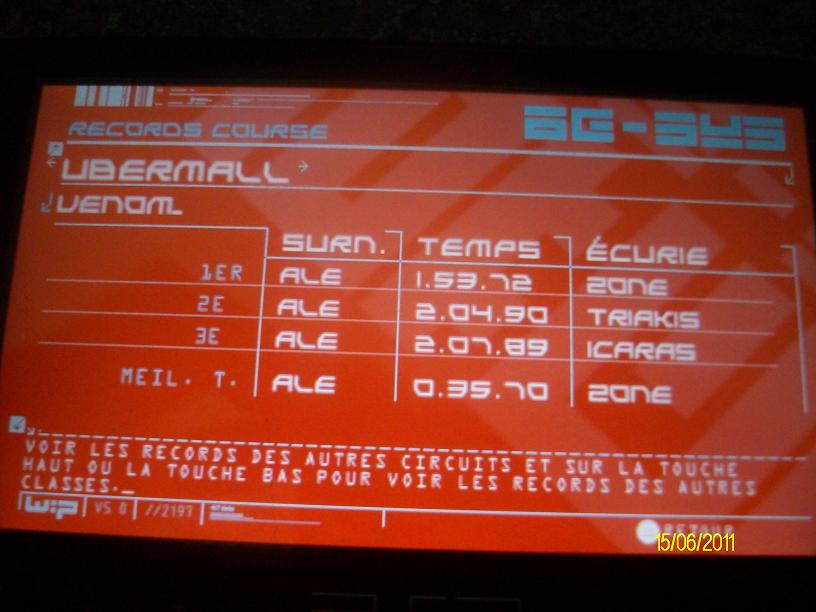 RECORDS COURSE
AG-SYS
UBERMALL
VENOM
SURN. TEMPS ÉCURIE
1ER ALE 1.53.72 ZONE
2E ALE 2.04.90 TRIAKIS
3E ALE 2.07.89 ICARAS
MEIL. T. ALE 0.35.70 ZONE
VOIR LES RECORDS DES AUTRES CIRCUITS ET SUR LA TOUCHE
HAUT OU LA TOUCHE BAS POUR VOIR LES RECORDS DES AUTRES
CLASSES._
W:P V5.0 //2197
RETOUR
15/06/2011